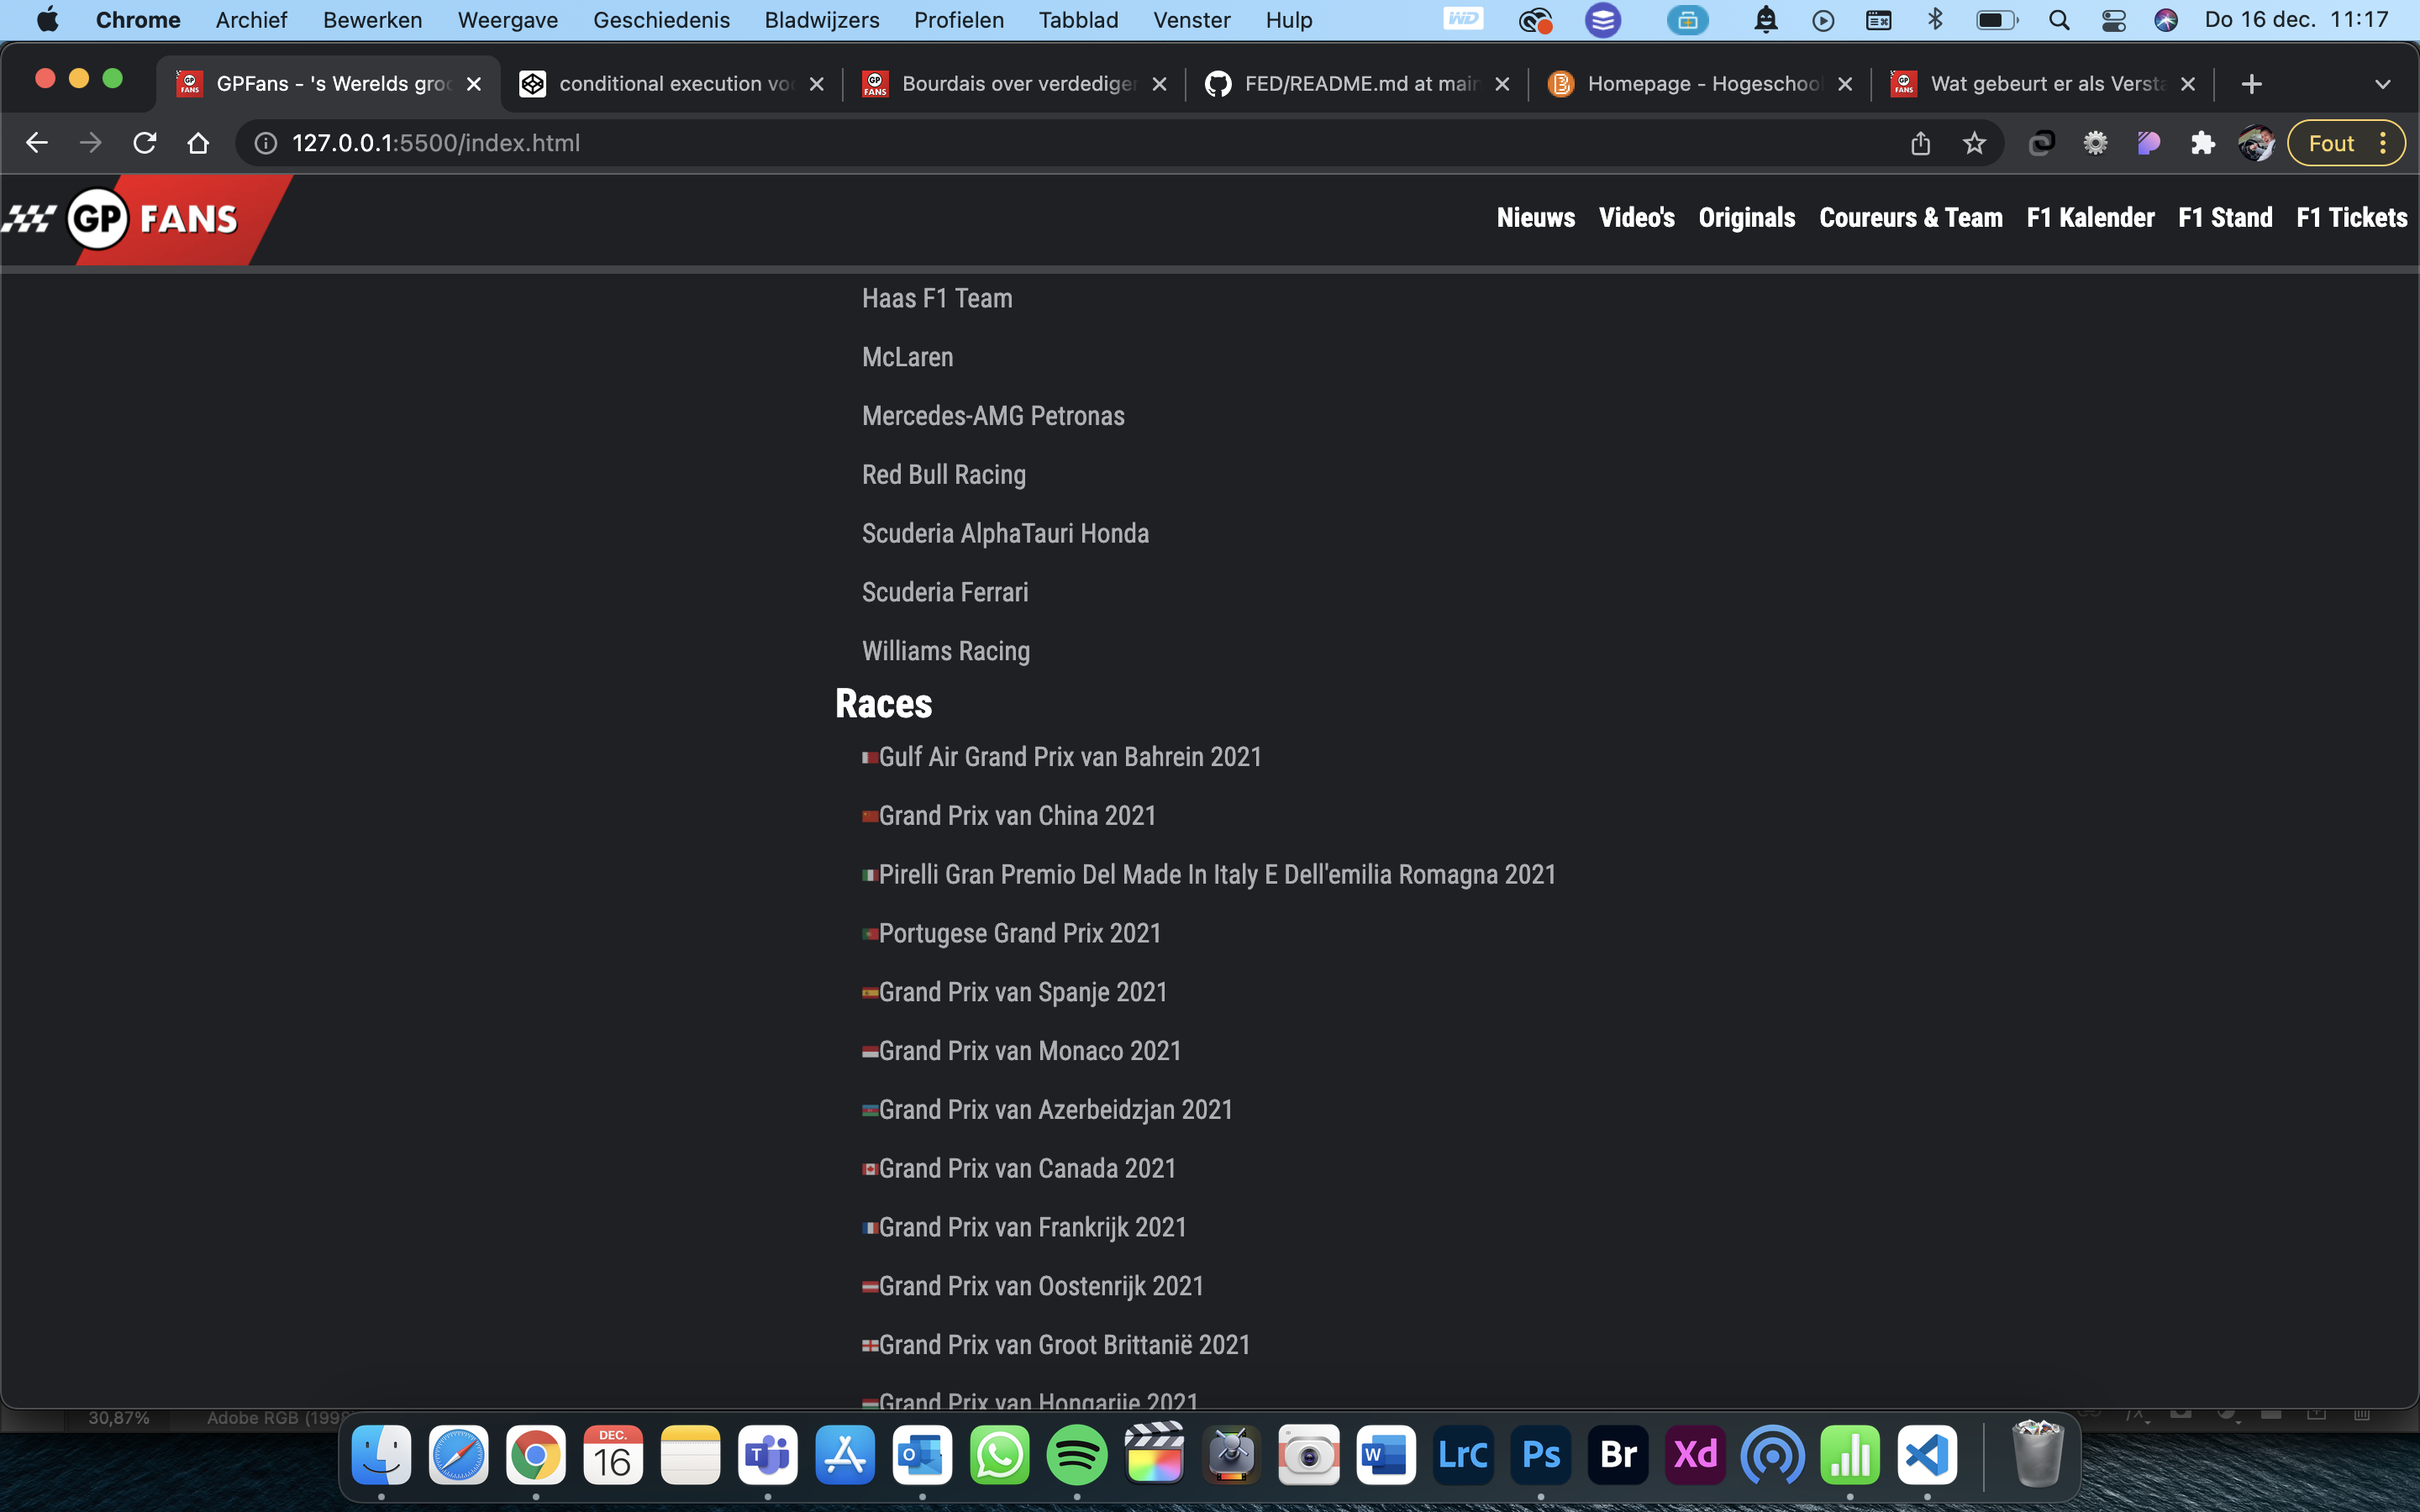 Chrome Archief Bewerken Weergave Geschiedenis Bladwijzers Profielen Tabblad Venster Hulp WD Do 16 dec. 11:17
GPFans - 's Werelds groo conditional execution voo Bourdais over verdediger FED/README.md at main Homepage - Hogeschool Wat gebeurt er als Versta
127.0.0.1:5500/index.html Fout
GP FANS Nieuws Video's Originals Coureurs & Team F1 Kalender F1 Stand F1 Tickets
Haas F1 Team
McLaren
Mercedes-AMG Petronas
Red Bull Racing
Scuderia AlphaTauri Honda
Scuderia Ferrari
Williams Racing
Races
Gulf Air Grand Prix van Bahrein 2021
Grand Prix van China 2021
Pirelli Gran Premio Del Made In Italy E Dell'emilia Romagna 2021
Portugese Grand Prix 2021
Grand Prix van Spanje 2021
Grand Prix van Monaco 2021
Grand Prix van Azerbeidzjan 2021
Grand Prix van Canada 2021
Grand Prix van Frankrijk 2021
Grand Prix van Oostenrijk 2021
Grand Prix van Groot Brittanië 2021
Grand Prix van Hongarije 2021
30,87% Adobe RGB (1998
DEC.
16 T O W LrC Ps Br Xd